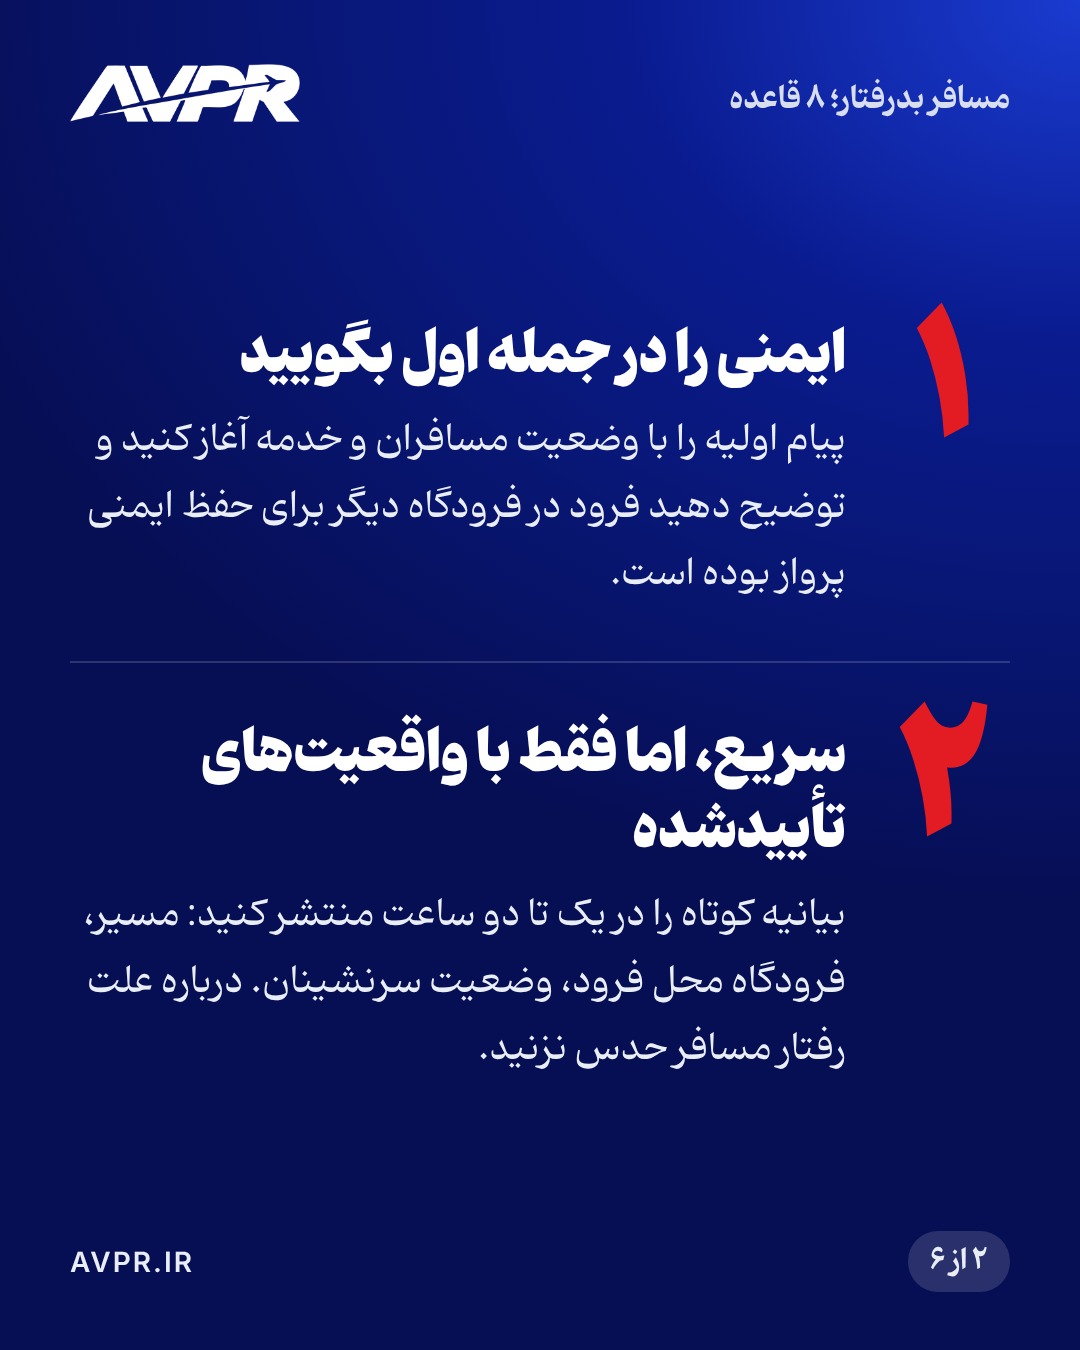 AVPR
مسافر بدرفتار؛ ۸ قاعده
۱
ایمنی را در جمله اول بگویید
پیام اولیه را با وضعیت مسافران و خدمه آغاز کنید و
توضیح دهید فرود در فرودگاه دیگر برای حفظ ایمنی
پرواز بوده است.
۲
سریع، اما فقط با واقعیت‌های
تأییدشده
بیانیه کوتاه را در یک تا دو ساعت منتشر کنید: مسیر،
فرودگاه محل فرود، وضعیت سرنشینان. درباره علت
رفتار مسافر حدس نزنید.
AVPR.IR
۲ از ۶